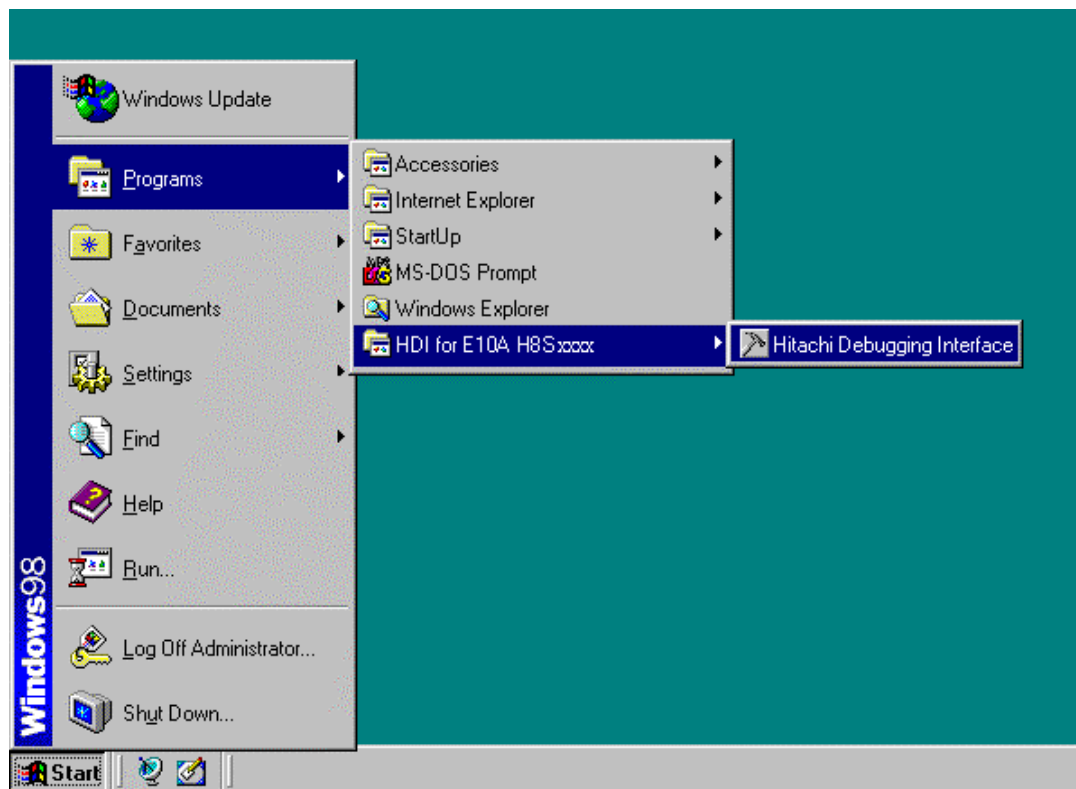 Windows Update
Programs
Favorites
Documents
Settings
Find
Help
Run...
Log Off Administrator...
Shut Down...
Windows98
Accessories
Internet Explorer
StartUp
MS-DOS Prompt
Windows Explorer
HDI for E10A H8Sxxxx
Hitachi Debugging Interface
Start